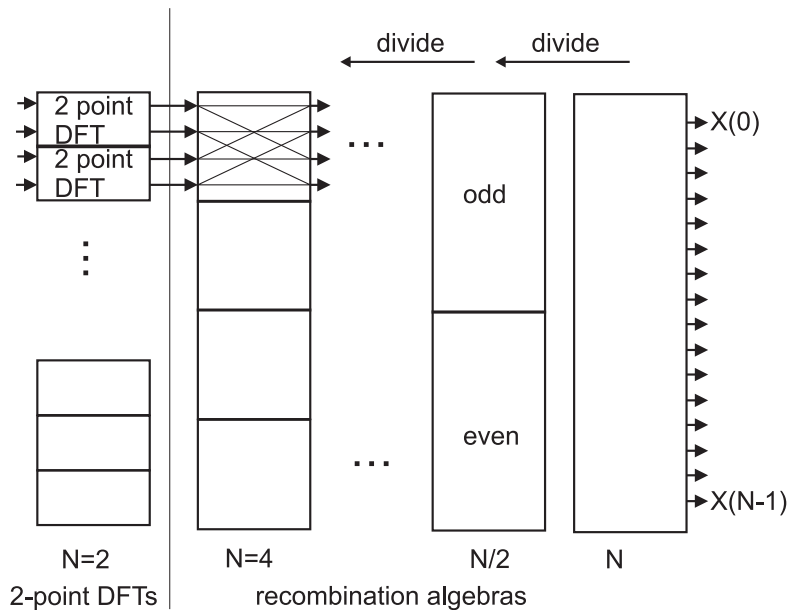 divide
divide
2 point
DFT
2 point
DFT
...
odd
X(0)
...
even
...
X(N-1)
N=2
N=4
N/2
N
2-point DFTs
recombination algebras